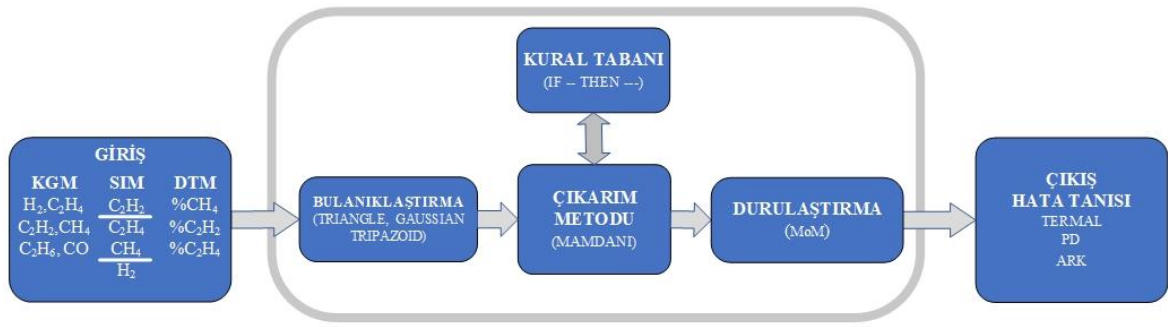 KURAL TABANI
(IF -- THEN ---)
GİRİŞ
KGM SIM DTM
H₂,C₂H₄ C₂H₂ %CH₄
C₂H₂,CH₄ C₂H₄ %C₂H₂
C₂H₆, CO CH₄ %C₂H₄
H₂
BULANIKLAŞTIRMA
(TRIANGLE, GAUSSIAN
TRIPAZOID)
ÇIKARIM
METODU
(MAMDANI)
DURULAŞTIRMA
(MoM)
ÇIKIŞ
HATA TANISI
TERMAL
PD
ARK